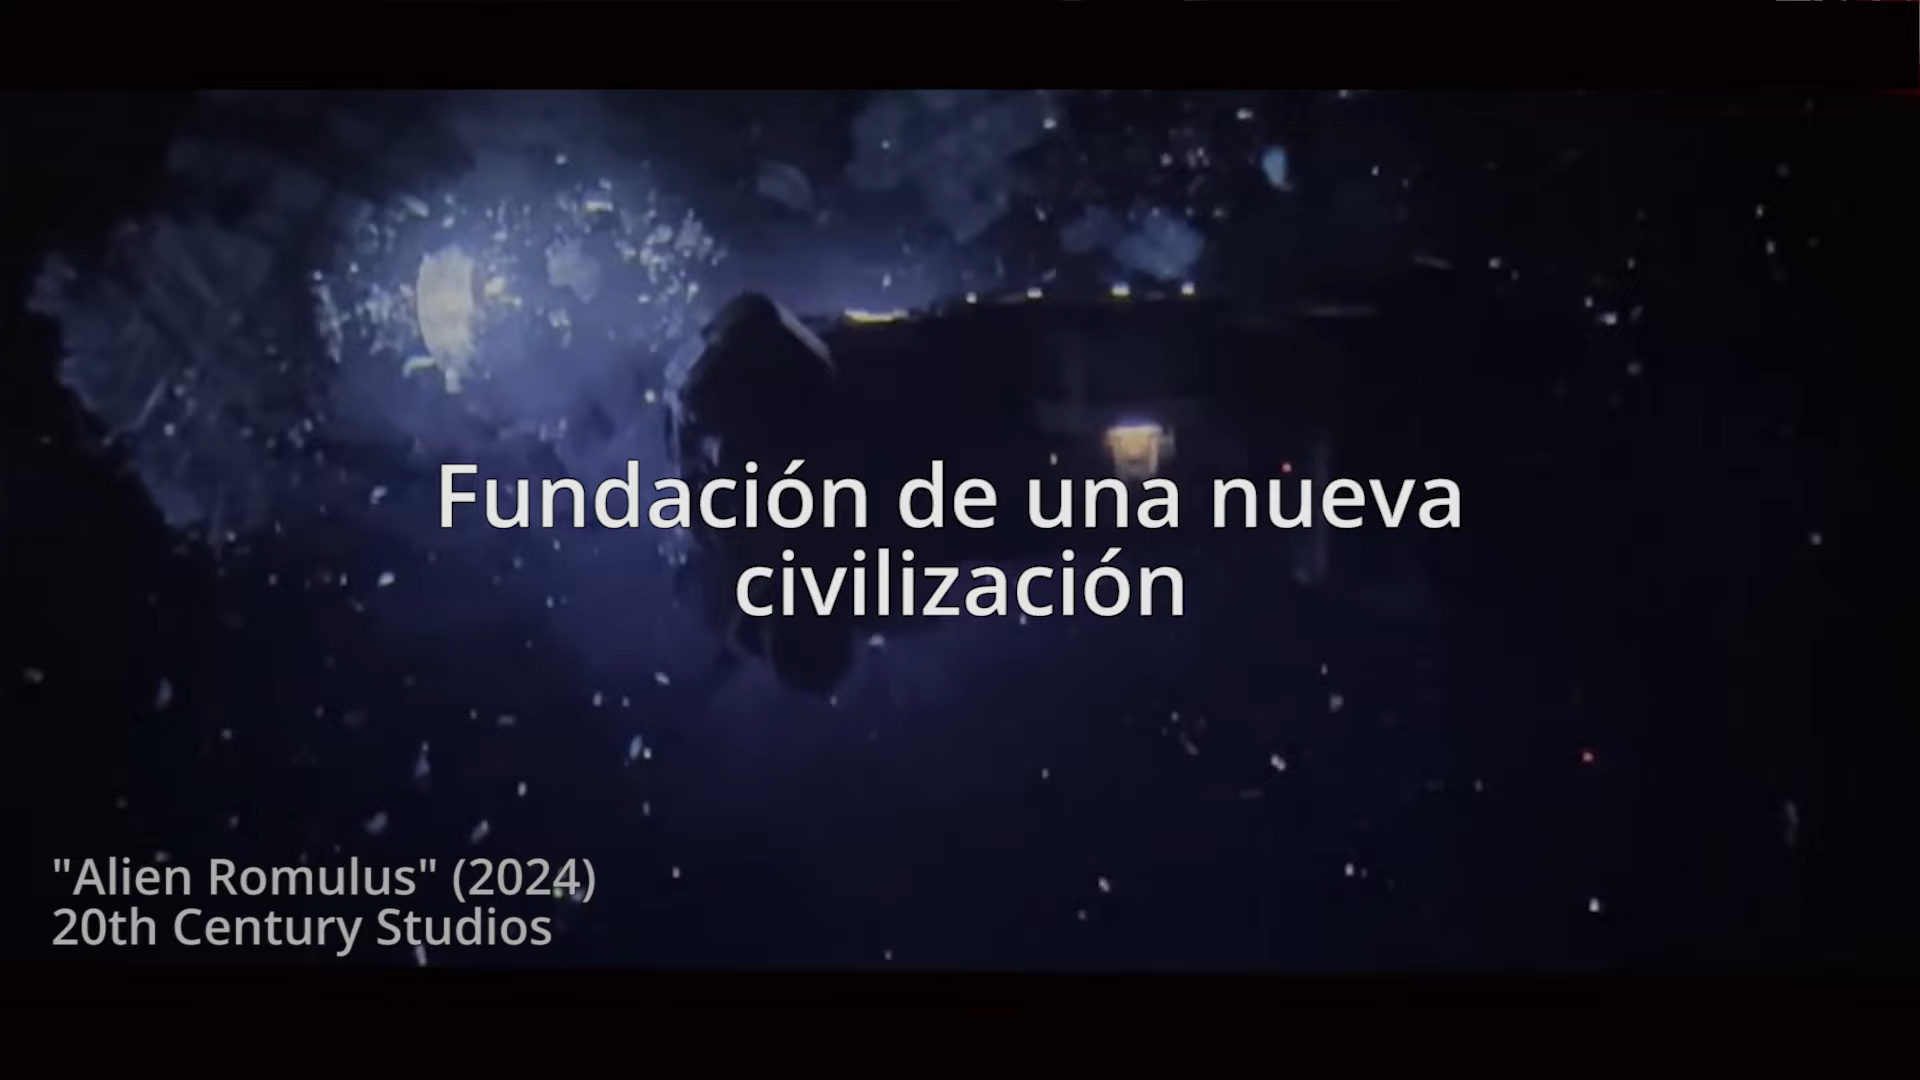 Fundación de una nueva
civilización
"Alien Romulus" (2024)
20th Century Studios